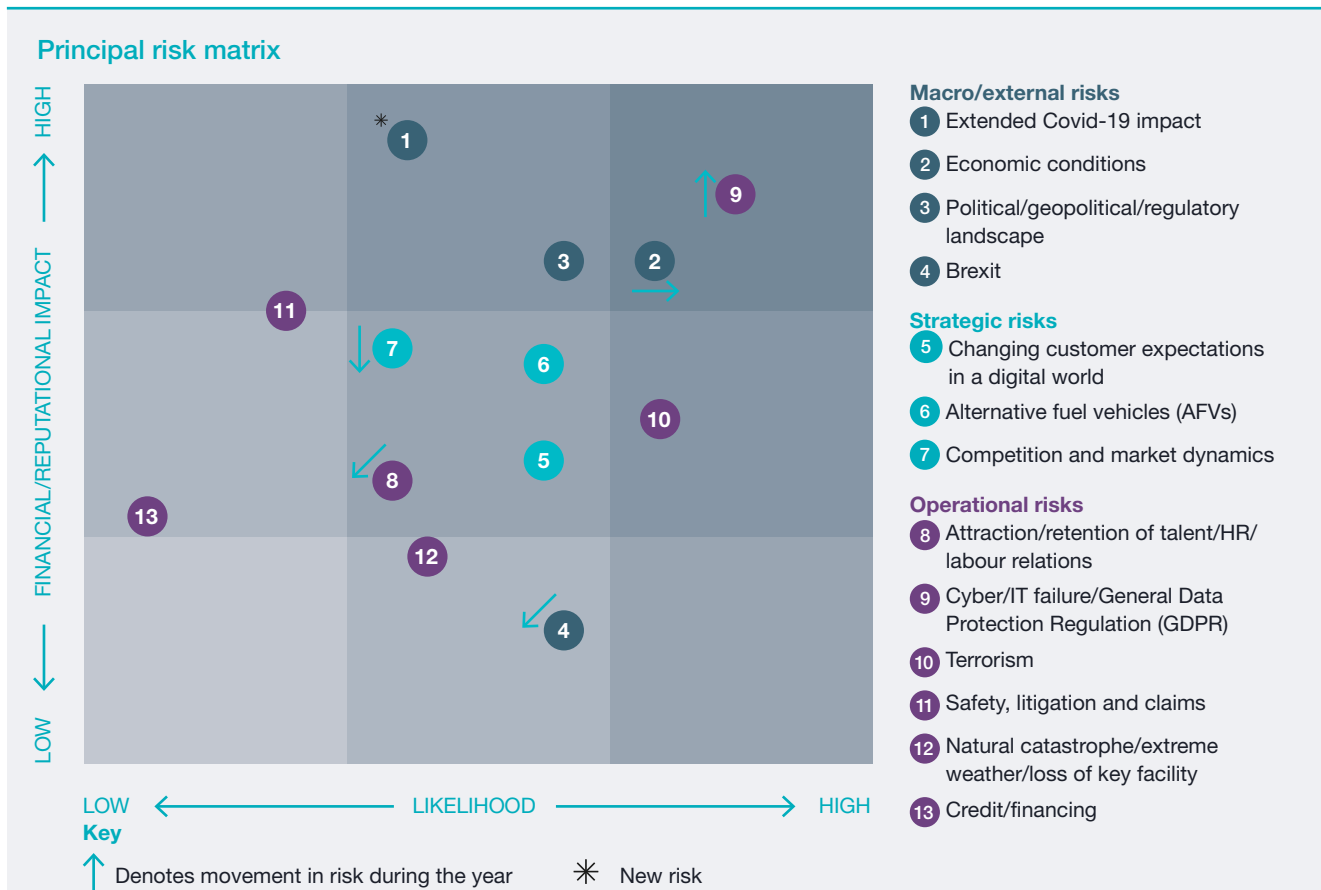 Principal risk matrix
HIGH
FINANCIAL/REPUTATIONAL IMPACT
LOW
1
9
3
2
11
7
6
10
5
8
13
12
4
LOW
LIKELIHOOD
HIGH
Key
Denotes movement in risk during the year
New risk
Macro/external risks
1 Extended Covid-19 impact
2 Economic conditions
3 Political/geopolitical/regulatory
landscape
4 Brexit
Strategic risks
5 Changing customer expectations
in a digital world
6 Alternative fuel vehicles (AFVs)
7 Competition and market dynamics
Operational risks
8 Attraction/retention of talent/HR/
labour relations
9 Cyber/IT failure/General Data
Protection Regulation (GDPR)
10 Terrorism
11 Safety, litigation and claims
12 Natural catastrophe/extreme
weather/loss of key facility
13 Credit/financing